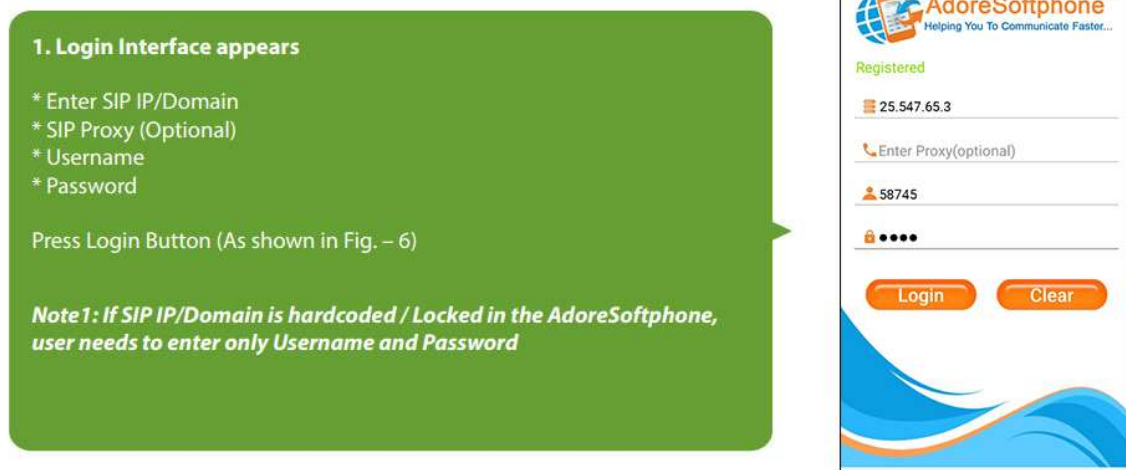 1. Login Interface appears
* Enter SIP IP/Domain
* SIP Proxy (Optional)
* Username
* Password
Press Login Button (As shown in Fig. – 6)
Note1: If SIP IP/Domain is hardcoded / Locked in the AdoreSoftphone,
user needs to enter only Username and Password
AdoreSoftphone
Helping You To Communicate Faster...
Registered
25.547.65.3
Enter Proxy(optional)
58745
••••
Login
Clear